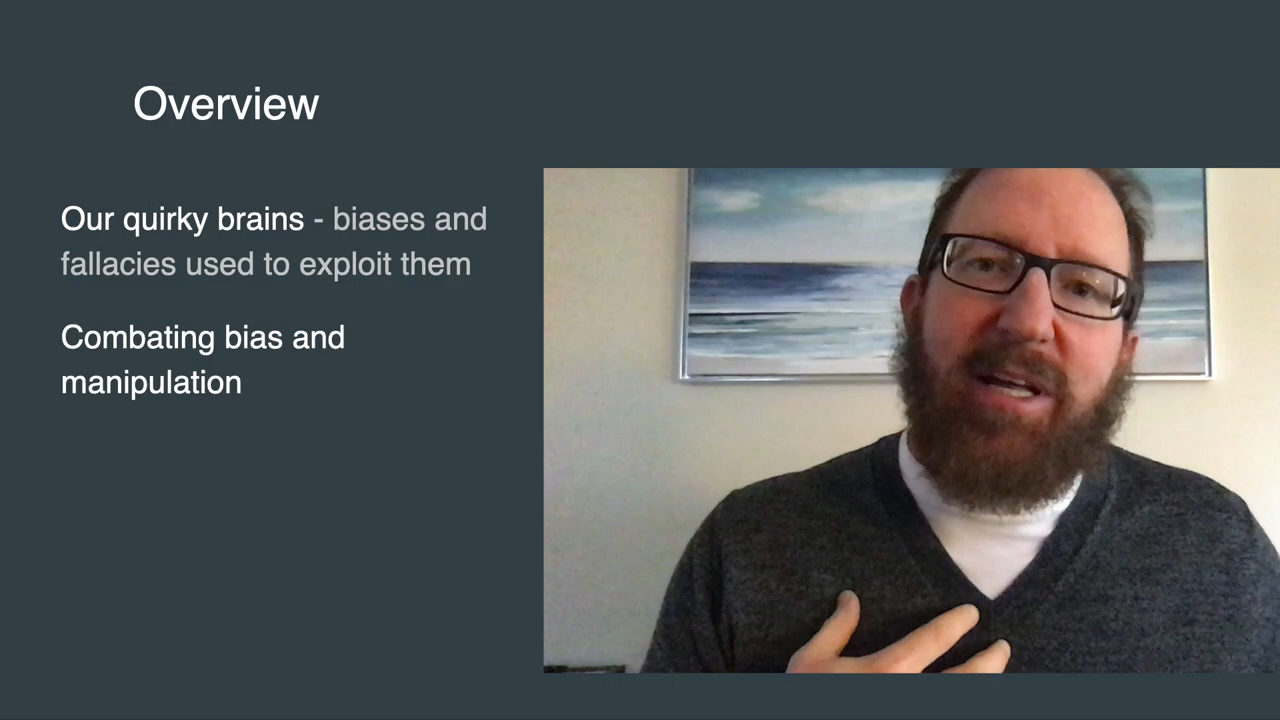 Overview
Our quirky brains - biases and
fallacies used to exploit them
Combating bias and
manipulation